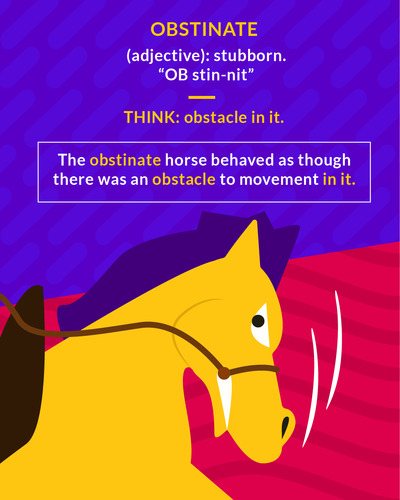 OBSTINATE
(adjective): stubborn.
“OB stin-nit”
THINK: obstacle in it.
The obstinate horse behaved as though
there was an obstacle to movement in it.